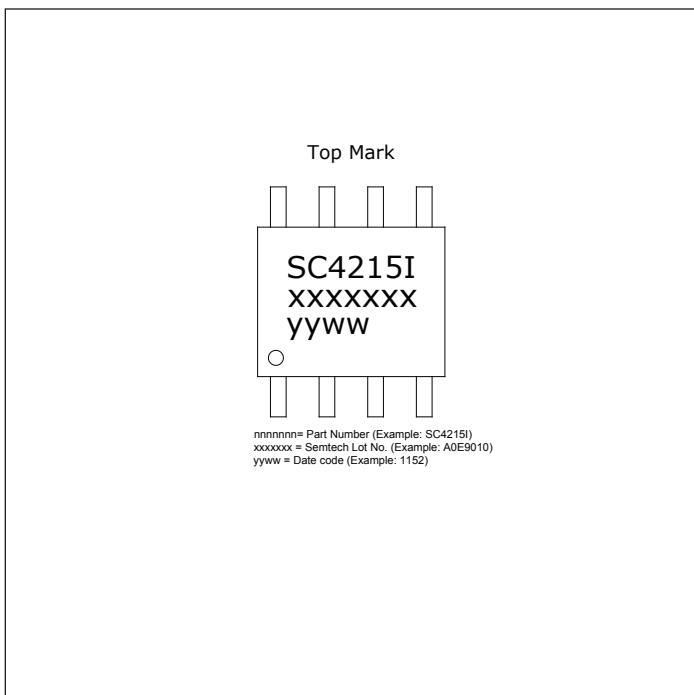 Top Mark
SC4215I
xxxxxxx
yyww
nnnnnnn= Part Number (Example: SC4215I)
xxxxxxx = Semtech Lot No. (Example: A0E9010)
yyww = Date code (Example: 1152)